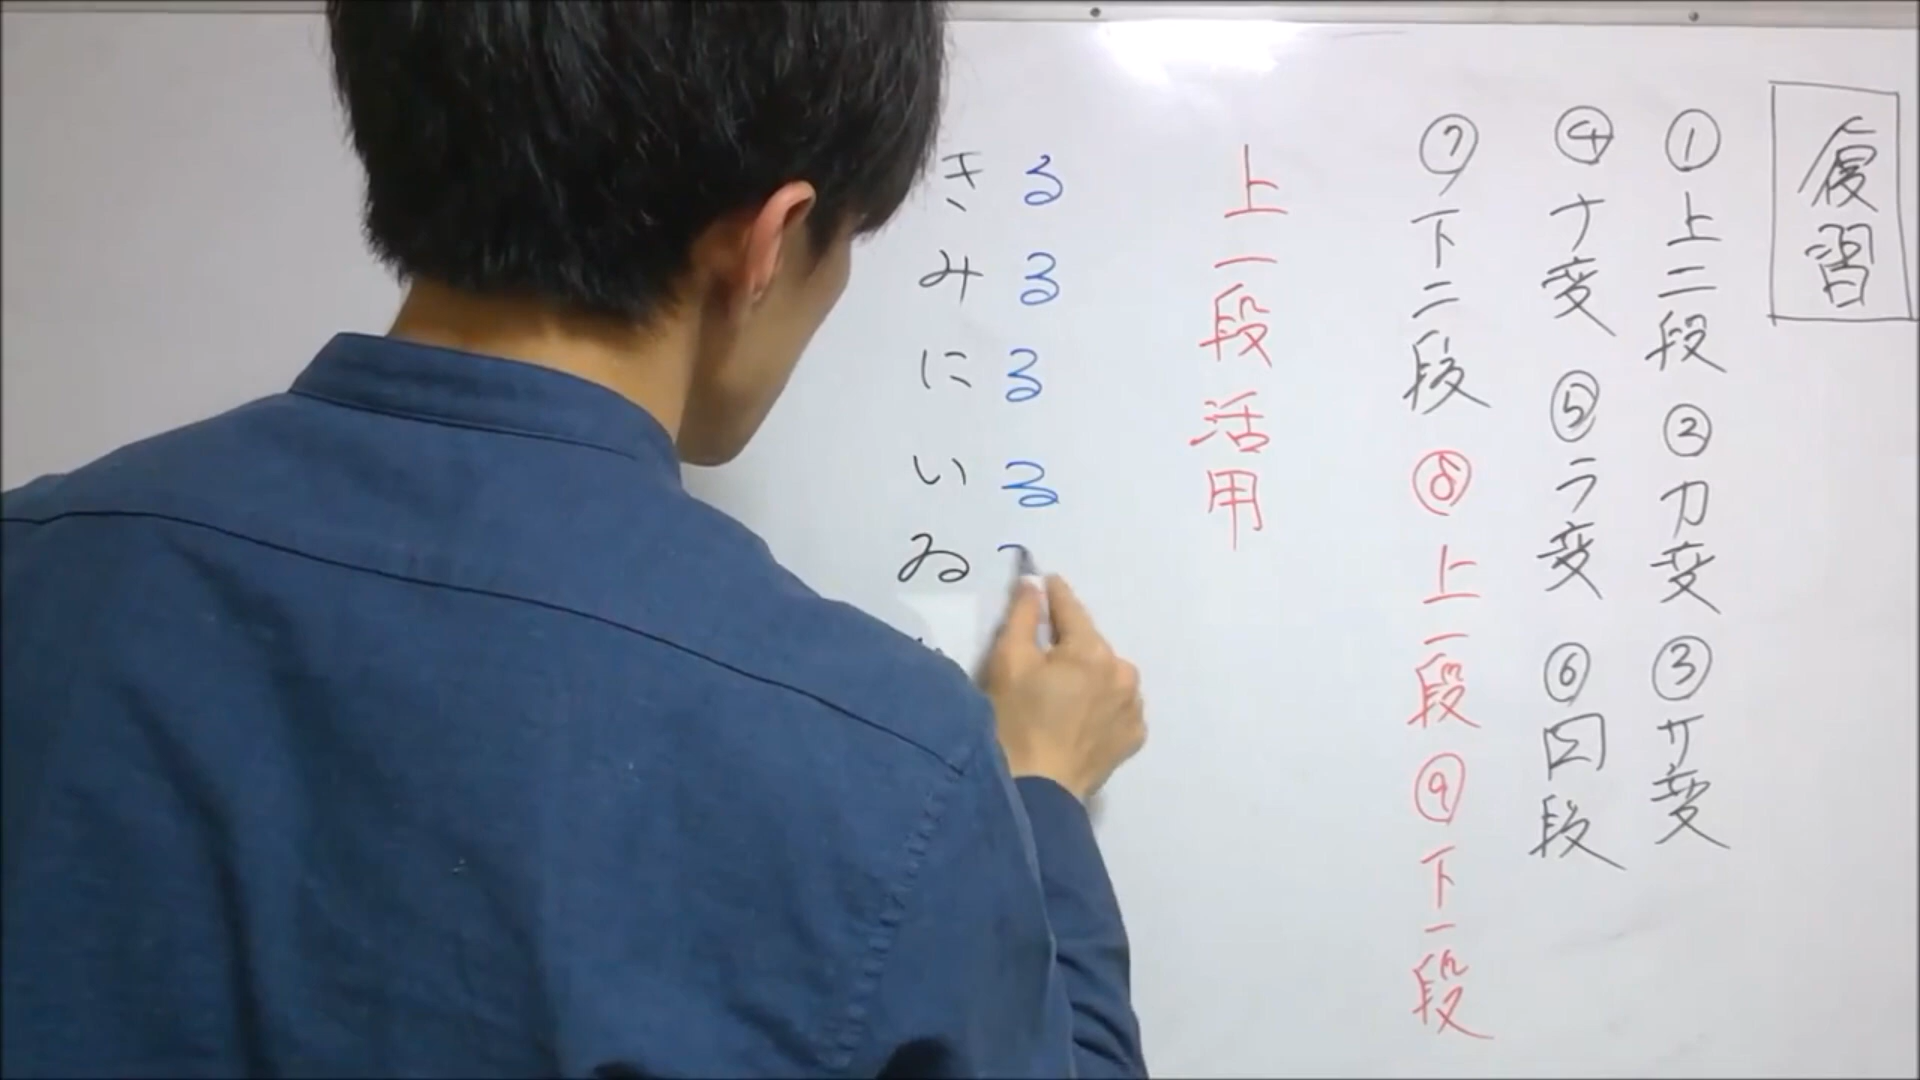 復習
①上二段 ②カ変 ③サ変
④ナ変 ⑤ラ変 ⑥四段
⑦下二段 ⑧上一段 ⑨下一段
上一段活用
るるるる
きみにいゐ